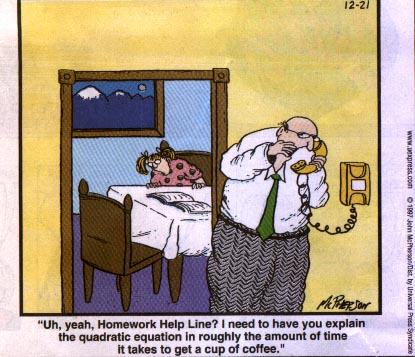 12-21
www.uexpress.com © 1997 John McPherson/Dist. by Universal Press Syndicate
McPHERSON
"Uh, yeah, Homework Help Line? I need to have you explain
the quadratic equation in roughly the amount of time
it takes to get a cup of coffee."